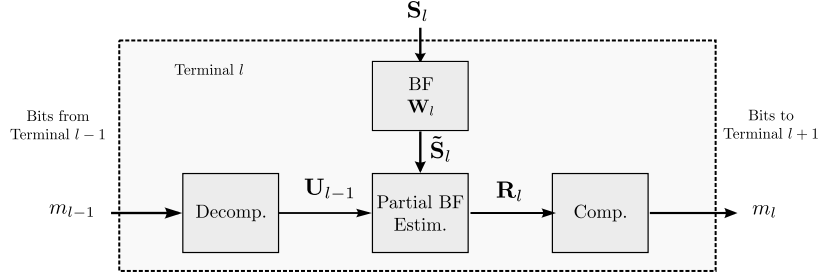 S_l
Terminal l
BF
W_l
Bits from
Terminal l − 1
Bits to
Terminal l + 1
S̃_l
U_{l−1}
R_l
m_{l−1}
Decomp.
Partial BF
Estim.
Comp.
m_l